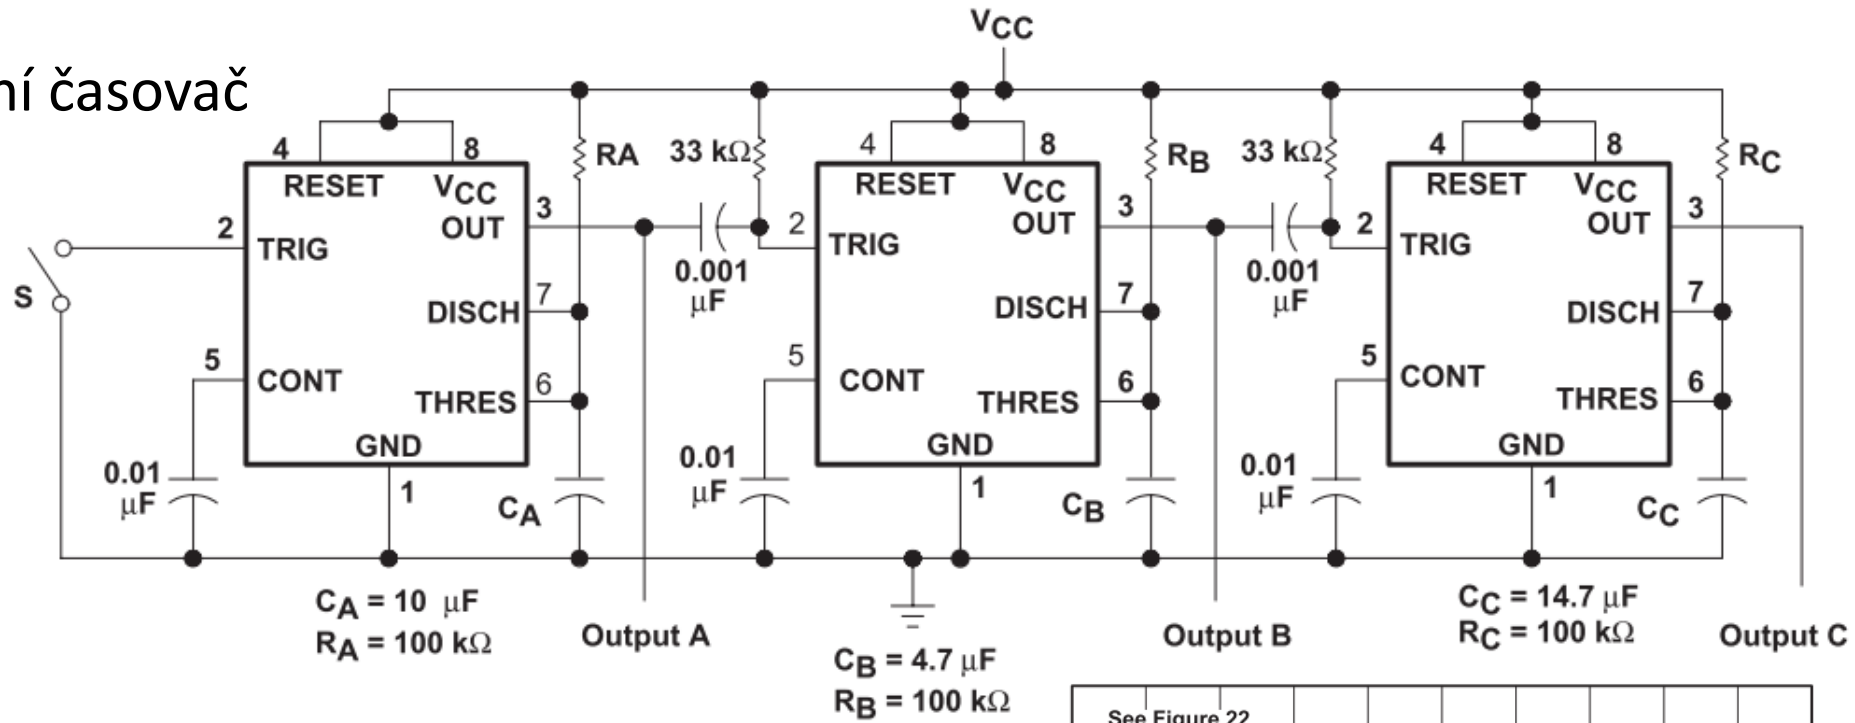 ní časovač
VCC
4
8
RESET
VCC
2
TRIG
OUT
3
DISCH
7
5
CONT
THRES
6
GND
1
S
0.01
μF
RA
CA
33 kΩ
0.001
μF
4
8
RESET
VCC
2
TRIG
OUT
3
DISCH
7
5
CONT
THRES
6
GND
1
0.01
μF
RB
CB
33 kΩ
0.001
μF
4
8
RESET
VCC
2
TRIG
OUT
3
DISCH
7
5
CONT
THRES
6
GND
1
0.01
μF
RC
CC
CA = 10 μF
RA = 100 kΩ
Output A
CB = 4.7 μF
RB = 100 kΩ
Output B
CC = 14.7 μF
RC = 100 kΩ
Output C
See Figure 22